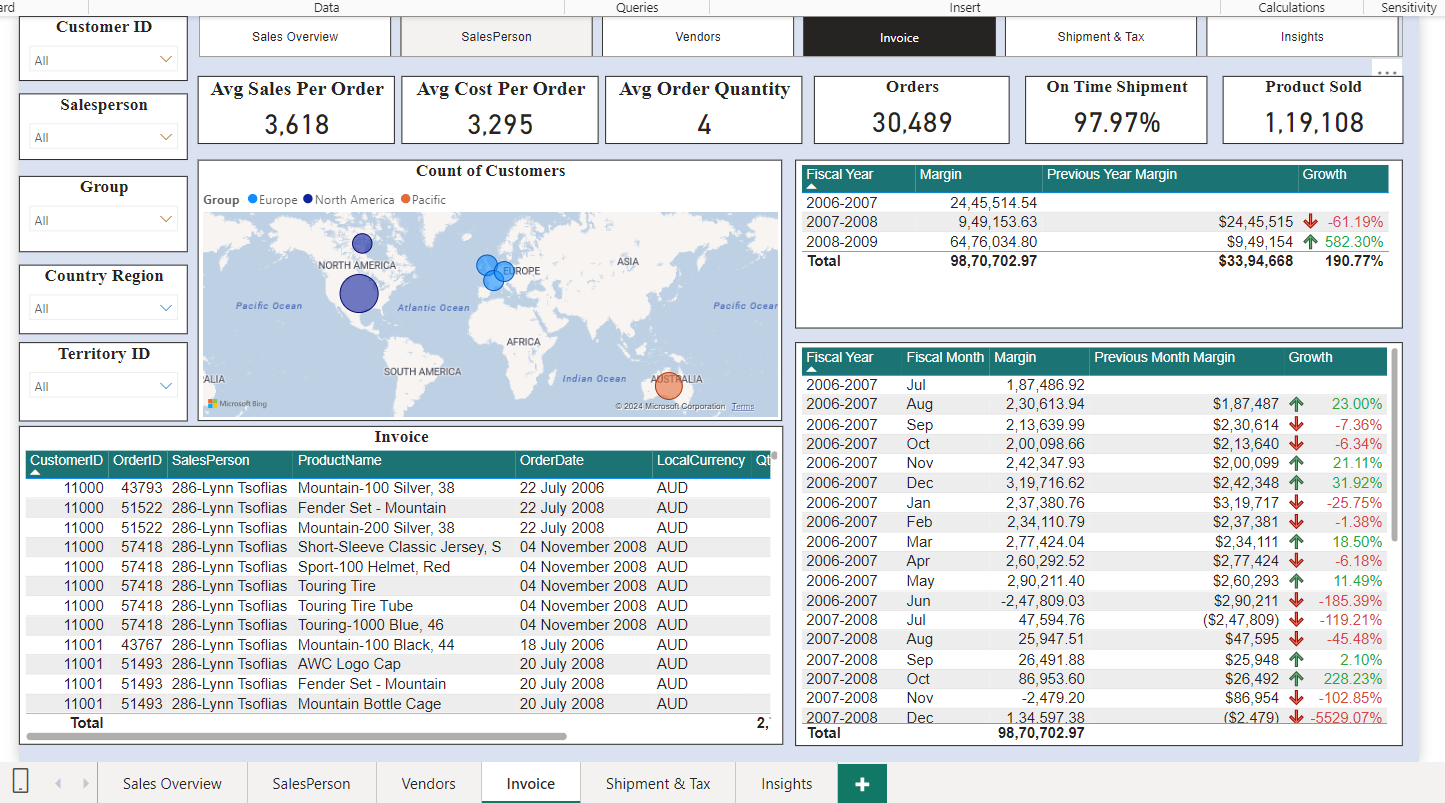 ard Data Queries Insert Calculations Sensitivity
Sales Overview SalesPerson Vendors Invoice Shipment & Tax Insights
Customer ID
All
Salesperson
All
Group
All
Country Region
All
Territory ID
All
Avg Sales Per Order
3,618
Avg Cost Per Order
3,295
Avg Order Quantity
4
Orders
30,489
On Time Shipment
97.97%
Product Sold
1,19,108
Count of Customers
Group Europe North America Pacific
NORTH AMERICA
EUROPE
ASIA
Pacific Ocean
Atlantic Ocean
Pacific Ocean
AFRICA
SOUTH AMERICA
Indian Ocean
ALIA
AUSTRALIA
Microsoft Bing
© 2024 Microsoft Corporation Terms
Fiscal Year Margin Previous Year Margin Growth
2006-2007 24,45,514.54
2007-2008 9,49,153.63 $24,45,515 -61.19%
2008-2009 64,76,034.80 $9,49,154 582.30%
Total 98,70,702.97 $33,94,668 190.77%
Fiscal Year Fiscal Month Margin Previous Month Margin Growth
2006-2007 Jul 1,87,486.92
2006-2007 Aug 2,30,613.94 $1,87,487 23.00%
2006-2007 Sep 2,13,639.99 $2,30,614 -7.36%
2006-2007 Oct 2,00,098.66 $2,13,640 -6.34%
2006-2007 Nov 2,42,347.93 $2,00,099 21.11%
2006-2007 Dec 3,19,716.62 $2,42,348 31.92%
2006-2007 Jan 2,37,380.76 $3,19,717 -25.75%
2006-2007 Feb 2,34,110.79 $2,37,381 -1.38%
2006-2007 Mar 2,77,424.04 $2,34,111 18.50%
2006-2007 Apr 2,60,292.52 $2,77,424 -6.18%
2006-2007 May 2,90,211.40 $2,60,293 11.49%
2006-2007 Jun -2,47,809.03 $2,90,211 -185.39%
2007-2008 Jul 47,594.76 ($2,47,809) -119.21%
2007-2008 Aug 25,947.51 $47,595 -45.48%
2007-2008 Sep 26,491.88 $25,948 2.10%
2007-2008 Oct 86,953.60 $26,492 228.23%
2007-2008 Nov -2,479.20 $86,954 -102.85%
2007-2008 Dec 1,34,597.38 ($2,479) -5529.07%
Total 98,70,702.97
Invoice
CustomerID OrderID SalesPerson ProductName OrderDate LocalCurrency Qt
11000 43793 286-Lynn Tsoflias Mountain-100 Silver, 38 22 July 2006 AUD
11000 51522 286-Lynn Tsoflias Fender Set - Mountain 22 July 2008 AUD
11000 51522 286-Lynn Tsoflias Mountain-200 Silver, 38 22 July 2008 AUD
11000 57418 286-Lynn Tsoflias Short-Sleeve Classic Jersey, S 04 November 2008 AUD
11000 57418 286-Lynn Tsoflias Sport-100 Helmet, Red 04 November 2008 AUD
11000 57418 286-Lynn Tsoflias Touring Tire 04 November 2008 AUD
11000 57418 286-Lynn Tsoflias Touring Tire Tube 04 November 2008 AUD
11000 57418 286-Lynn Tsoflias Touring-1000 Blue, 46 04 November 2008 AUD
11001 43767 286-Lynn Tsoflias Mountain-100 Black, 44 18 July 2006 AUD
11001 51493 286-Lynn Tsoflias AWC Logo Cap 20 July 2008 AUD
11001 51493 286-Lynn Tsoflias Fender Set - Mountain 20 July 2008 AUD
11001 51493 286-Lynn Tsoflias Mountain Bottle Cage 20 July 2008 AUD
Total 2,
Sales Overview SalesPerson Vendors Invoice Shipment & Tax Insights